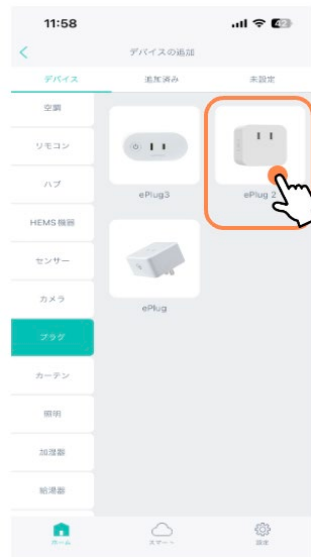 11:58
デバイスの追加
デバイス
追加済み
未設定
空調
リモコン
ハブ
HEMS機器
センサー
カメラ
プラグ
カーテン
照明
加湿器
給湯器
ePlug3
ePlug 2
ePlug
ホーム
設定